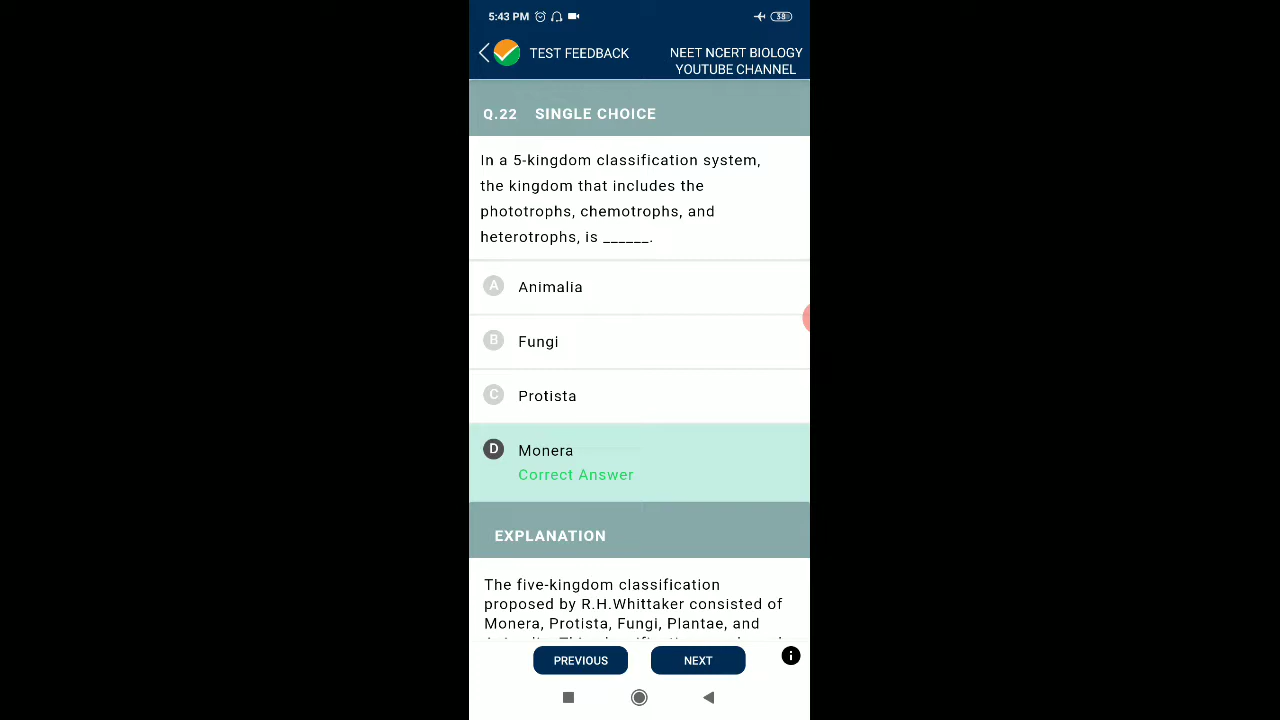 5:43 PM
38
TEST FEEDBACK
NEET NCERT BIOLOGY
YOUTUBE CHANNEL
Q.22 SINGLE CHOICE
In a 5-kingdom classification system,
the kingdom that includes the
phototrophs, chemotrophs, and
heterotrophs, is ______.
A Animalia
B Fungi
C Protista
D Monera
Correct Answer
EXPLANATION
The five-kingdom classification
proposed by R.H.Whittaker consisted of
Monera, Protista, Fungi, Plantae, and
PREVIOUS NEXT